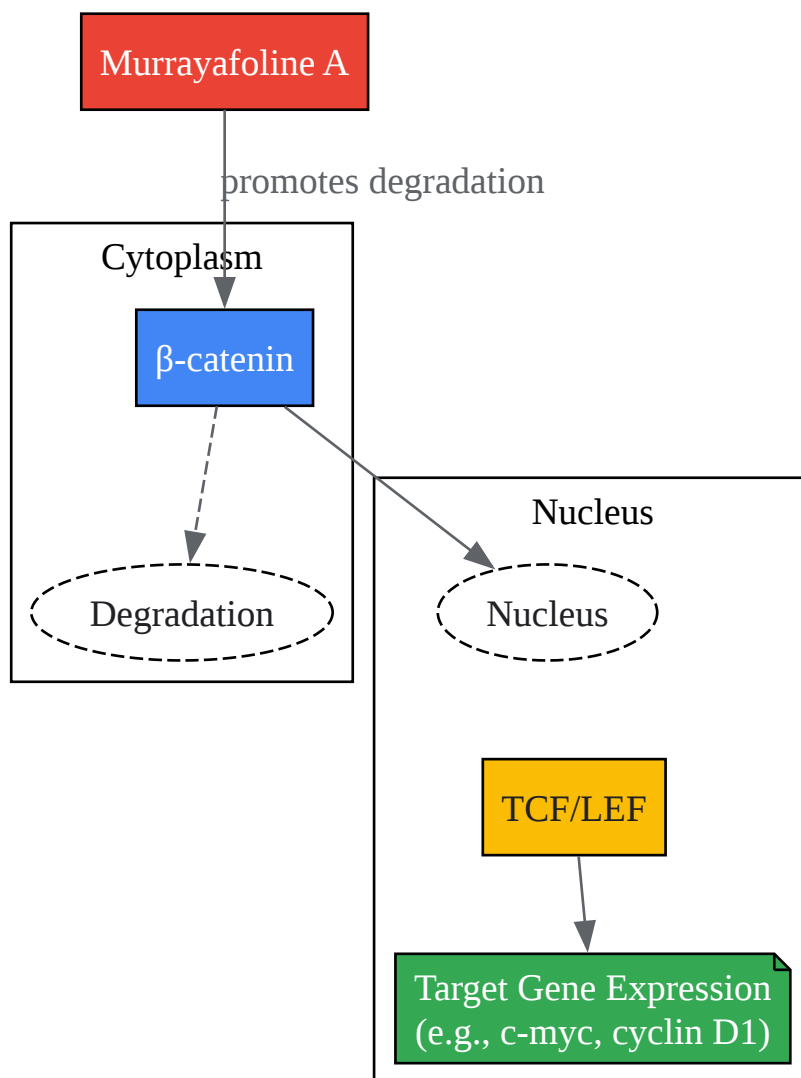 Murrayafoline A
promotes degradation
Cytoplasm
β-catenin
Nucleus
Degradation
Nucleus
TCF/LEF
Target Gene Expression
(e.g., c-myc, cyclin D1)